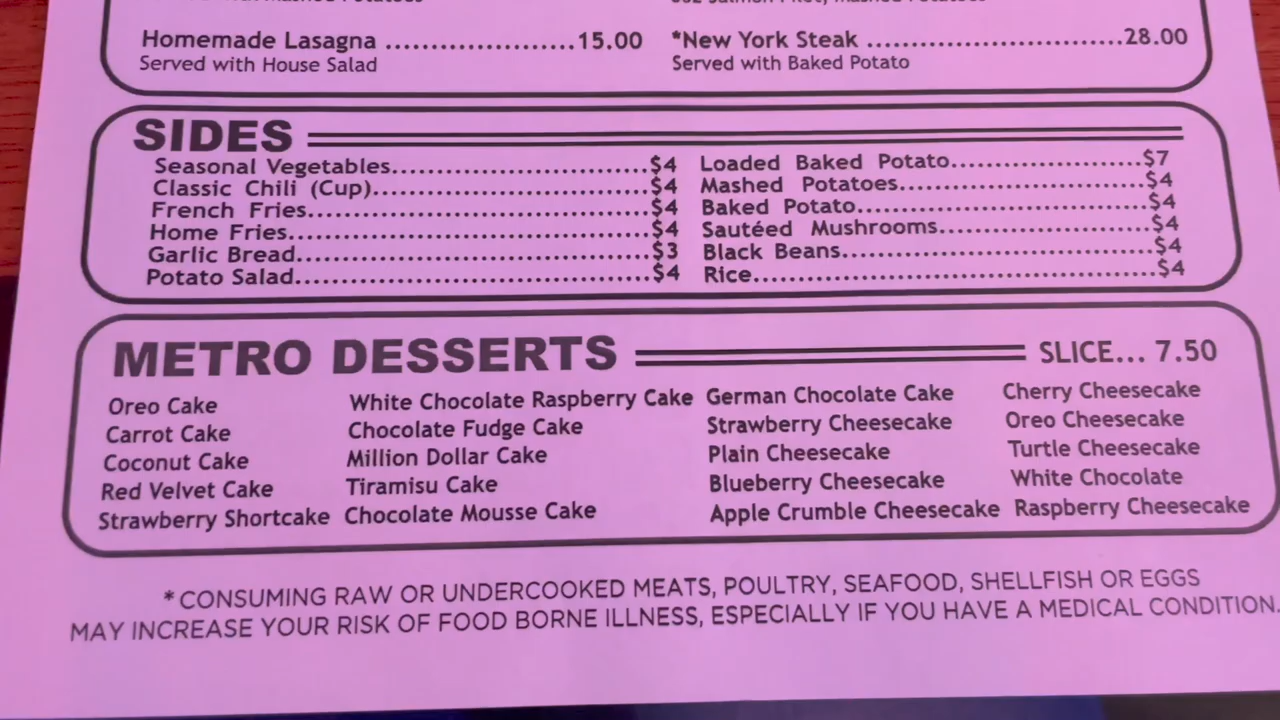 Homemade Lasagna ....................15.00
Served with House Salad
*New York Steak ...........................28.00
Served with Baked Potato
SIDES
Seasonal Vegetables..............................$4
Classic Chili (Cup)................................$4
French Fries........................................$4
Home Fries..........................................$4
Garlic Bread.........................................$3
Potato Salad.........................................$4
Loaded Baked Potato......................$7
Mashed Potatoes............................$4
Baked Potato.................................$4
Sautéed Mushrooms........................$4
Black Beans...................................$4
Rice.............................................$4
METRO DESSERTS SLICE... 7.50
Oreo Cake
Carrot Cake
Coconut Cake
Red Velvet Cake
Strawberry Shortcake
White Chocolate Raspberry Cake
Chocolate Fudge Cake
Million Dollar Cake
Tiramisu Cake
Chocolate Mousse Cake
German Chocolate Cake
Strawberry Cheesecake
Plain Cheesecake
Blueberry Cheesecake
Apple Crumble Cheesecake
Cherry Cheesecake
Oreo Cheesecake
Turtle Cheesecake
White Chocolate
Raspberry Cheesecake
* CONSUMING RAW OR UNDERCOOKED MEATS, POULTRY, SEAFOOD, SHELLFISH OR EGGS
MAY INCREASE YOUR RISK OF FOOD BORNE ILLNESS, ESPECIALLY IF YOU HAVE A MEDICAL CONDITION.